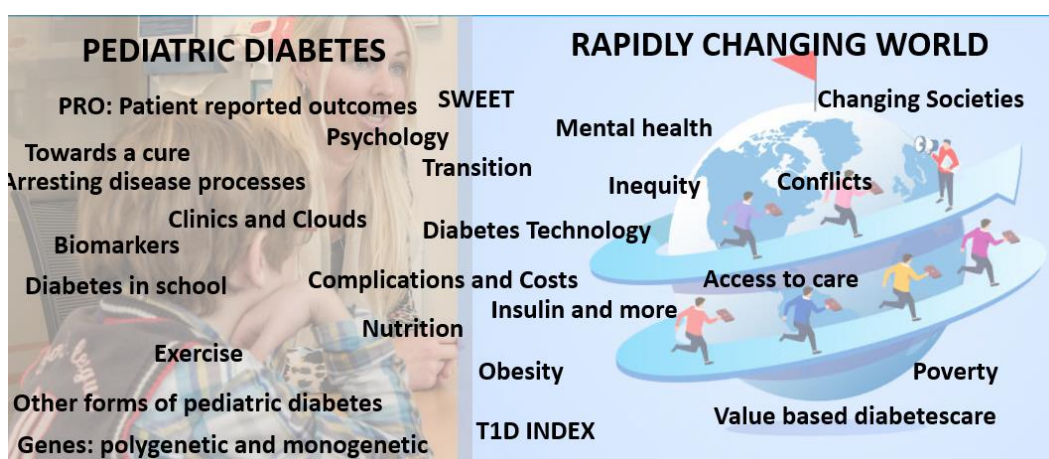 PEDIATRIC DIABETES
RAPIDLY CHANGING WORLD
PRO: Patient reported outcomes
SWEET
Changing Societies
Psychology
Mental health
Towards a cure
Transition
Arresting disease processes
Inequity
Conflicts
Clinics and Clouds
Diabetes Technology
Biomarkers
Diabetes in school
Complications and Costs
Access to care
Insulin and more
Nutrition
Exercise
Obesity
Poverty
Other forms of pediatric diabetes
Value based diabetescare
T1D INDEX
Genes: polygenetic and monogenetic